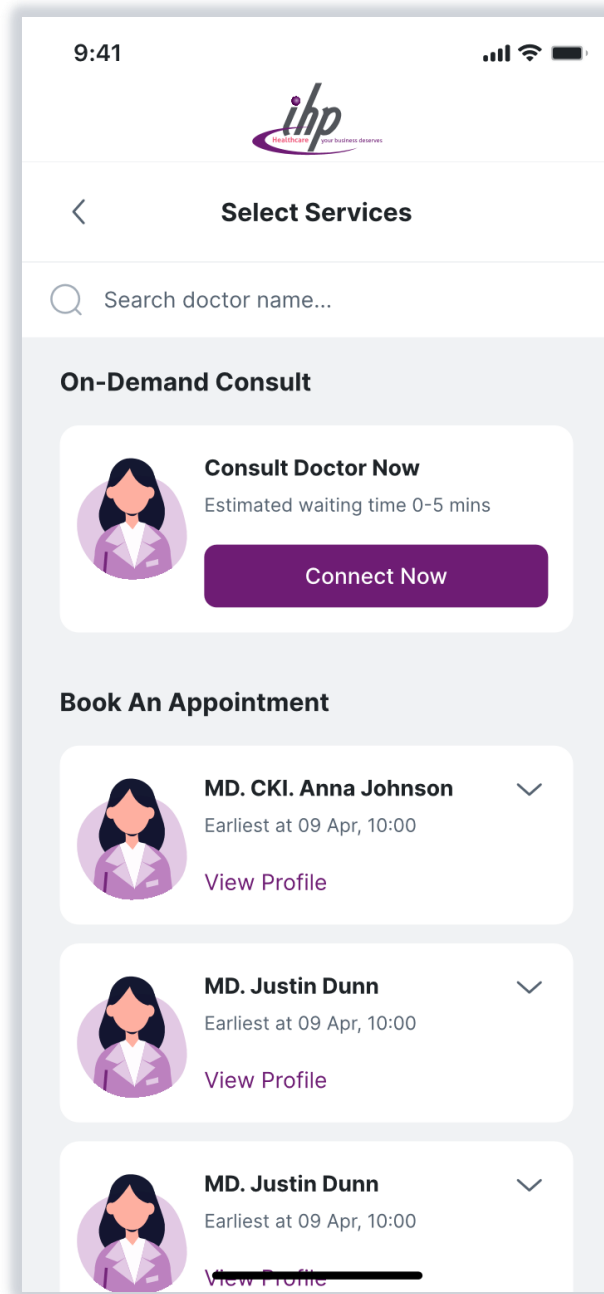 9:41
ihp
Healthcare your business deserves
Select Services
Search doctor name...
On-Demand Consult
Consult Doctor Now
Estimated waiting time 0-5 mins
Connect Now
Book An Appointment
MD. CKI. Anna Johnson
Earliest at 09 Apr, 10:00
View Profile
MD. Justin Dunn
Earliest at 09 Apr, 10:00
View Profile
MD. Justin Dunn
Earliest at 09 Apr, 10:00
View Profile